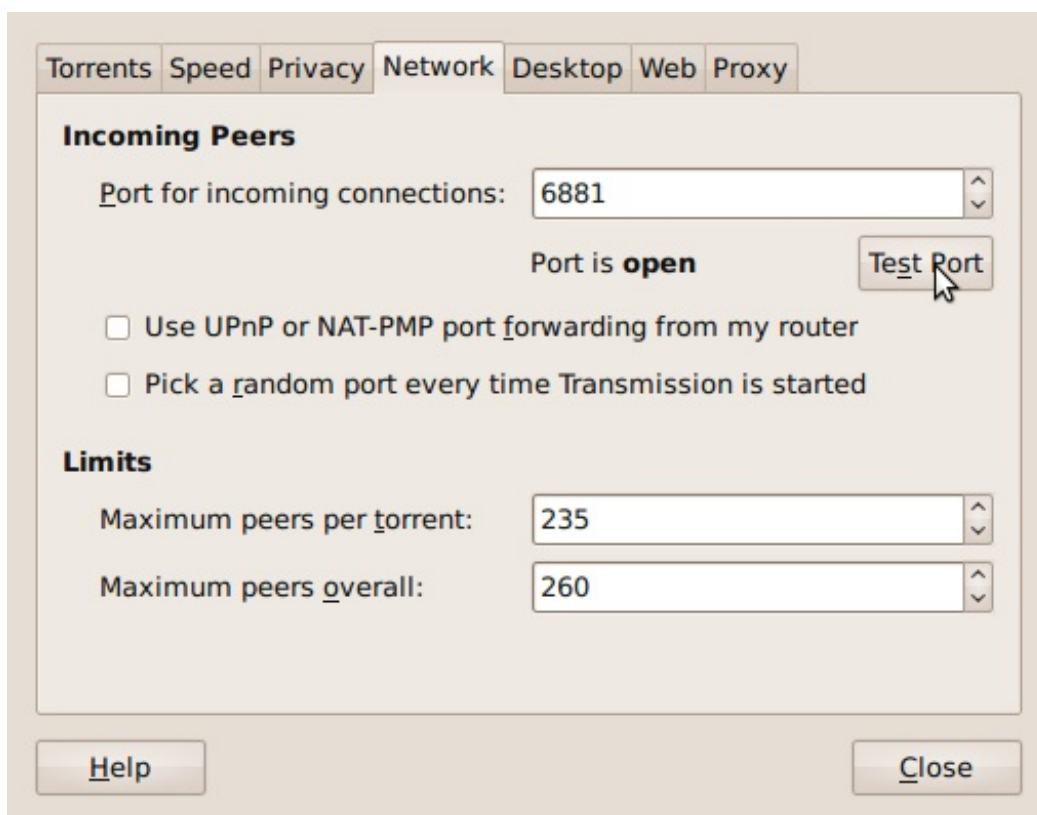 Torrents Speed Privacy Network Desktop Web Proxy
Incoming Peers
Port for incoming connections: 6881
Port is open Test Port
Use UPnP or NAT-PMP port forwarding from my router
Pick a random port every time Transmission is started
Limits
Maximum peers per torrent: 235
Maximum peers overall: 260
Help Close